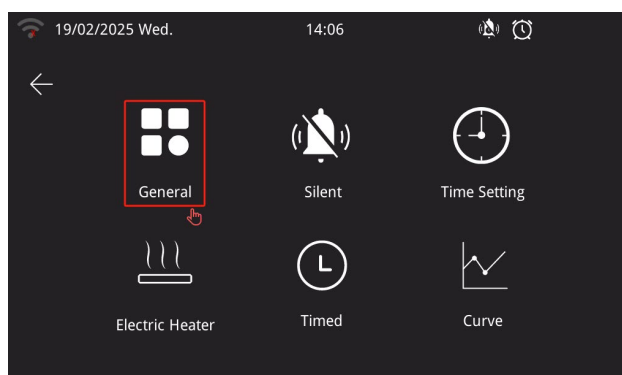 19/02/2025 Wed. 14:06
General Silent Time Setting
Electric Heater Timed Curve